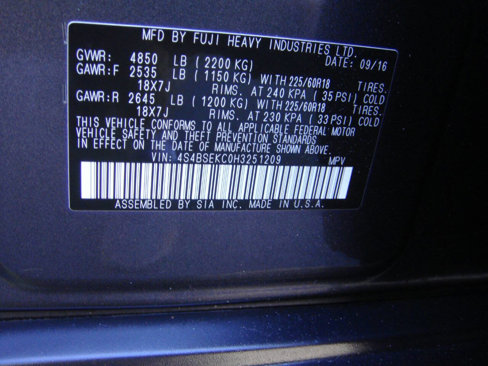 MFD BY FUJI HEAVY INDUSTRIES LTD.
GVWR: 4850 LB (2200 KG) DATE: 09/16
GAWR:F 2535 LB (1150 KG) WITH 225/60R18 TIRES.
18X7J RIMS. AT 240 KPA (35 PSI) COLD
GAWR:R 2645 LB (1200 KG) WITH 225/60R18 TIRES.
18X7J RIMS. AT 230 KPA (33 PSI) COLD
THIS VEHICLE CONFORMS TO ALL APPLICABLE FEDERAL MOTOR
VEHICLE SAFETY AND THEFT PREVENTION STANDARDS
IN EFFECT ON THE DATE OF MANUFACTURE SHOWN ABOVE.
VIN: 4S4BSEKC0H3251209 MPV
ASSEMBLED BY SIA INC. MADE IN U.S.A.